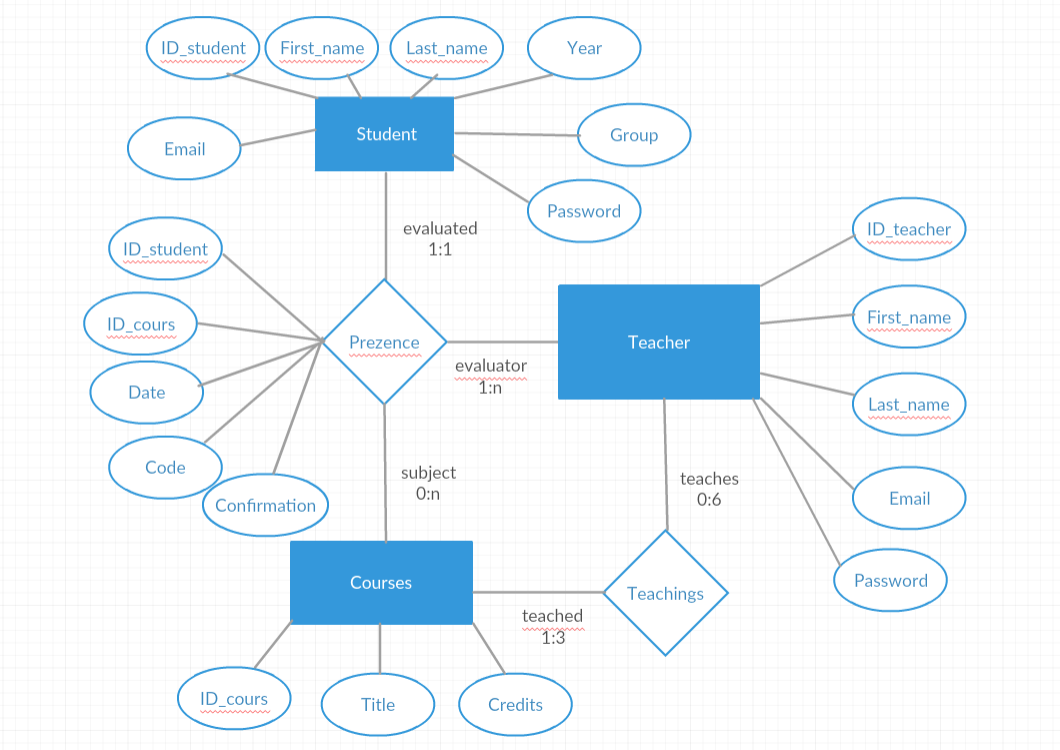 ID_student
First_name
Last_name
Year
Student
Group
Email
Password
evaluated
1:1
ID_student
ID_teacher
ID_cours
First_name
Prezence
Teacher
evaluator
1:n
Date
Last_name
Code
subject
0:n
teaches
0:6
Confirmation
Email
Courses
Password
Teachings
teached
1:3
ID_cours
Title
Credits